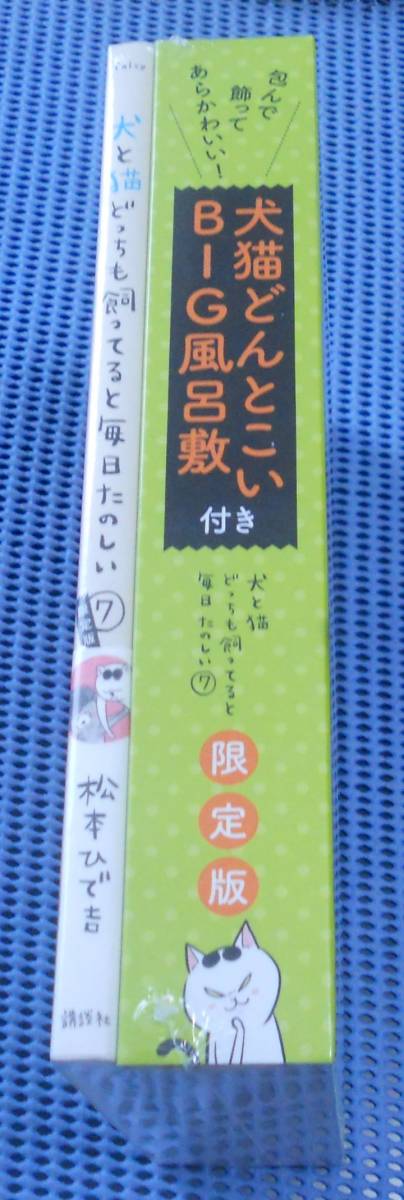 包んで
飾って
あらかわいい！
犬猫どんとこい
BIG風呂敷
付き
犬と猫
どっちも飼ってると
毎日たのしい⑦
限定版
犬と猫どっちも飼ってると毎日たのしい⑦
限定版
松本ひで吉
講談社